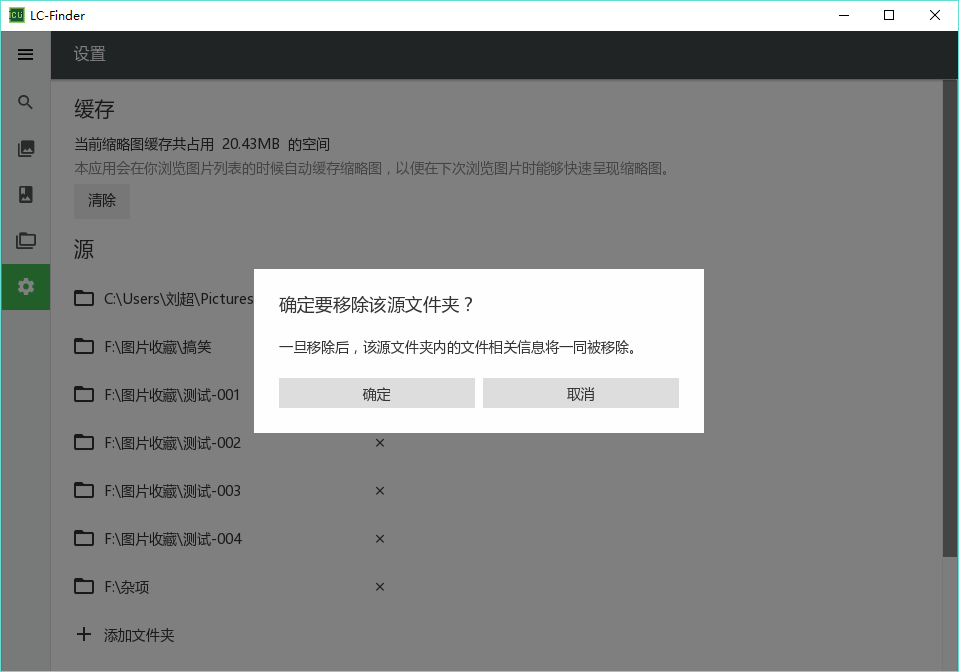 LC-Finder
设置
缓存
当前缩略图缓存共占用 20.43MB 的空间
本应用会在你浏览图片列表的时候自动缓存缩略图，以便在下次浏览图片时能够快速呈现缩略图。
清除
源
C:\Users\刘超\Pictures
F:\图片收藏\搞笑
F:\图片收藏\测试-001
F:\图片收藏\测试-002
F:\图片收藏\测试-003
F:\图片收藏\测试-004
F:\杂项
添加文件夹
确定要移除该源文件夹？
一旦移除后，该源文件夹内的文件相关信息将一同被移除。
确定 取消